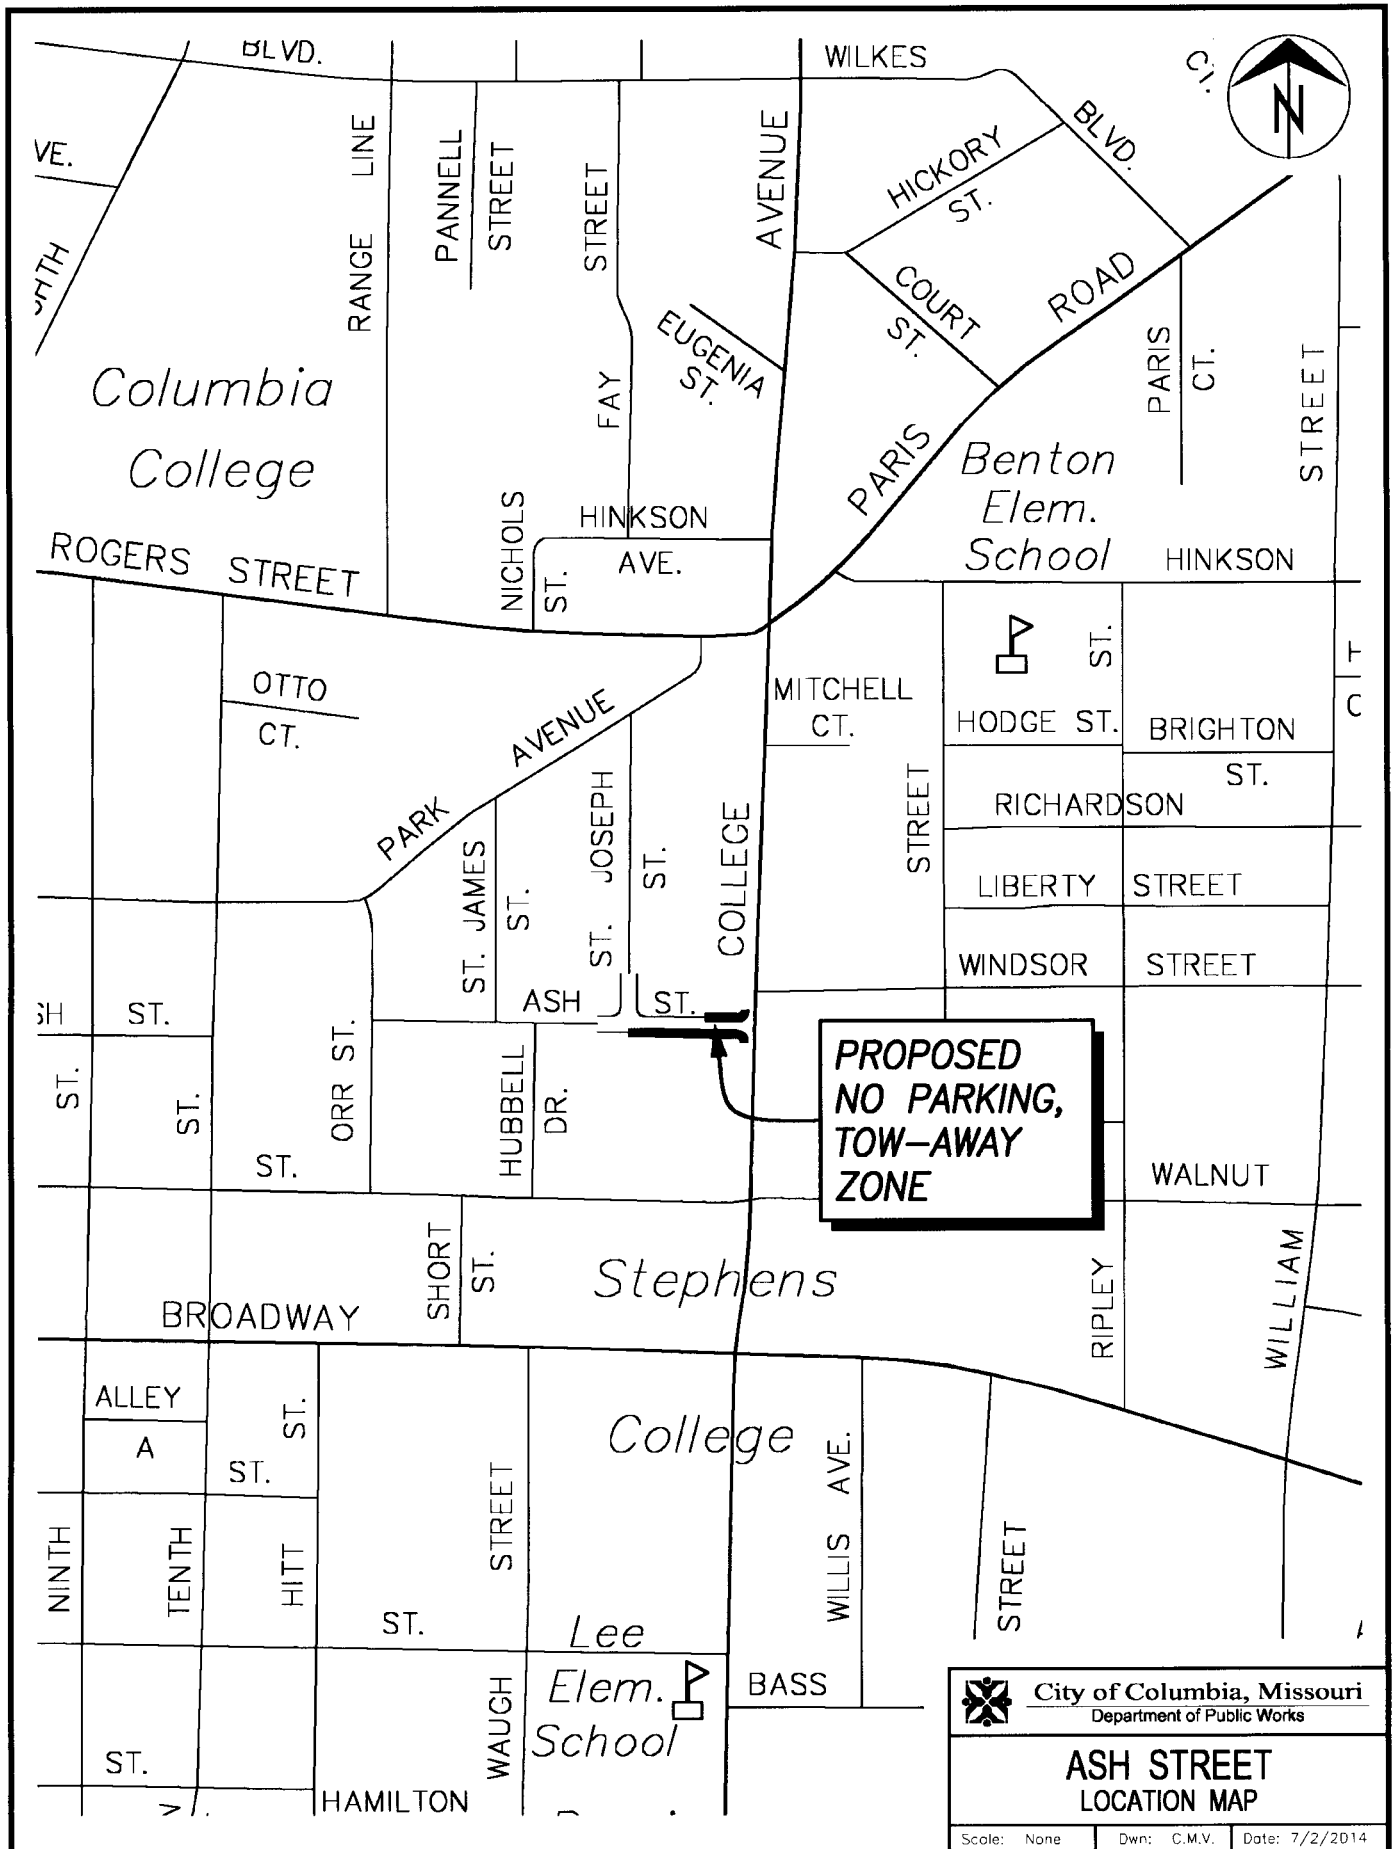 BLVD.
WILKES
CT.
N
VE.
RANGE LINE
PANNELL
STREET
STREET
FAY
AVENUE
HICKORY
ST.
BLVD.
COURT
ST.
PARIS ROAD
PARIS
CT.
STREET
EUGENIA
ST.
Columbia
College
Benton
Elem.
School
HINKSON
AVE.
HINKSON
NICHOLS
ST.
ROGERS STREET
OTTO
CT.
PARK AVENUE
MITCHELL
CT.
ST.
HODGE ST.
BRIGHTON
ST.
RICHARDSON
STREET
LIBERTY STREET
WINDSOR STREET
ST. JAMES
ST.
ST. JOSEPH
ST.
COLLEGE
ASH ST.
ST.
ST.
ST.
ORR ST.
HUBBELL
DR.
ST.
PROPOSED
NO PARKING,
TOW-AWAY
ZONE
WALNUT
SHORT
ST.
Stephens
College
RIPLEY
WILLIAM
BROADWAY
ALLEY
A
ST.
ST.
HITT
NINTH
TENTH
STREET
WAUGH
WILLIS AVE.
STREET
ST.
Lee
Elem.
School
BASS
ST.
HAMILTON
City of Columbia, Missouri
Department of Public Works
ASH STREET
LOCATION MAP
Scale: None Dwn: C.M.V. Date: 7/2/2014